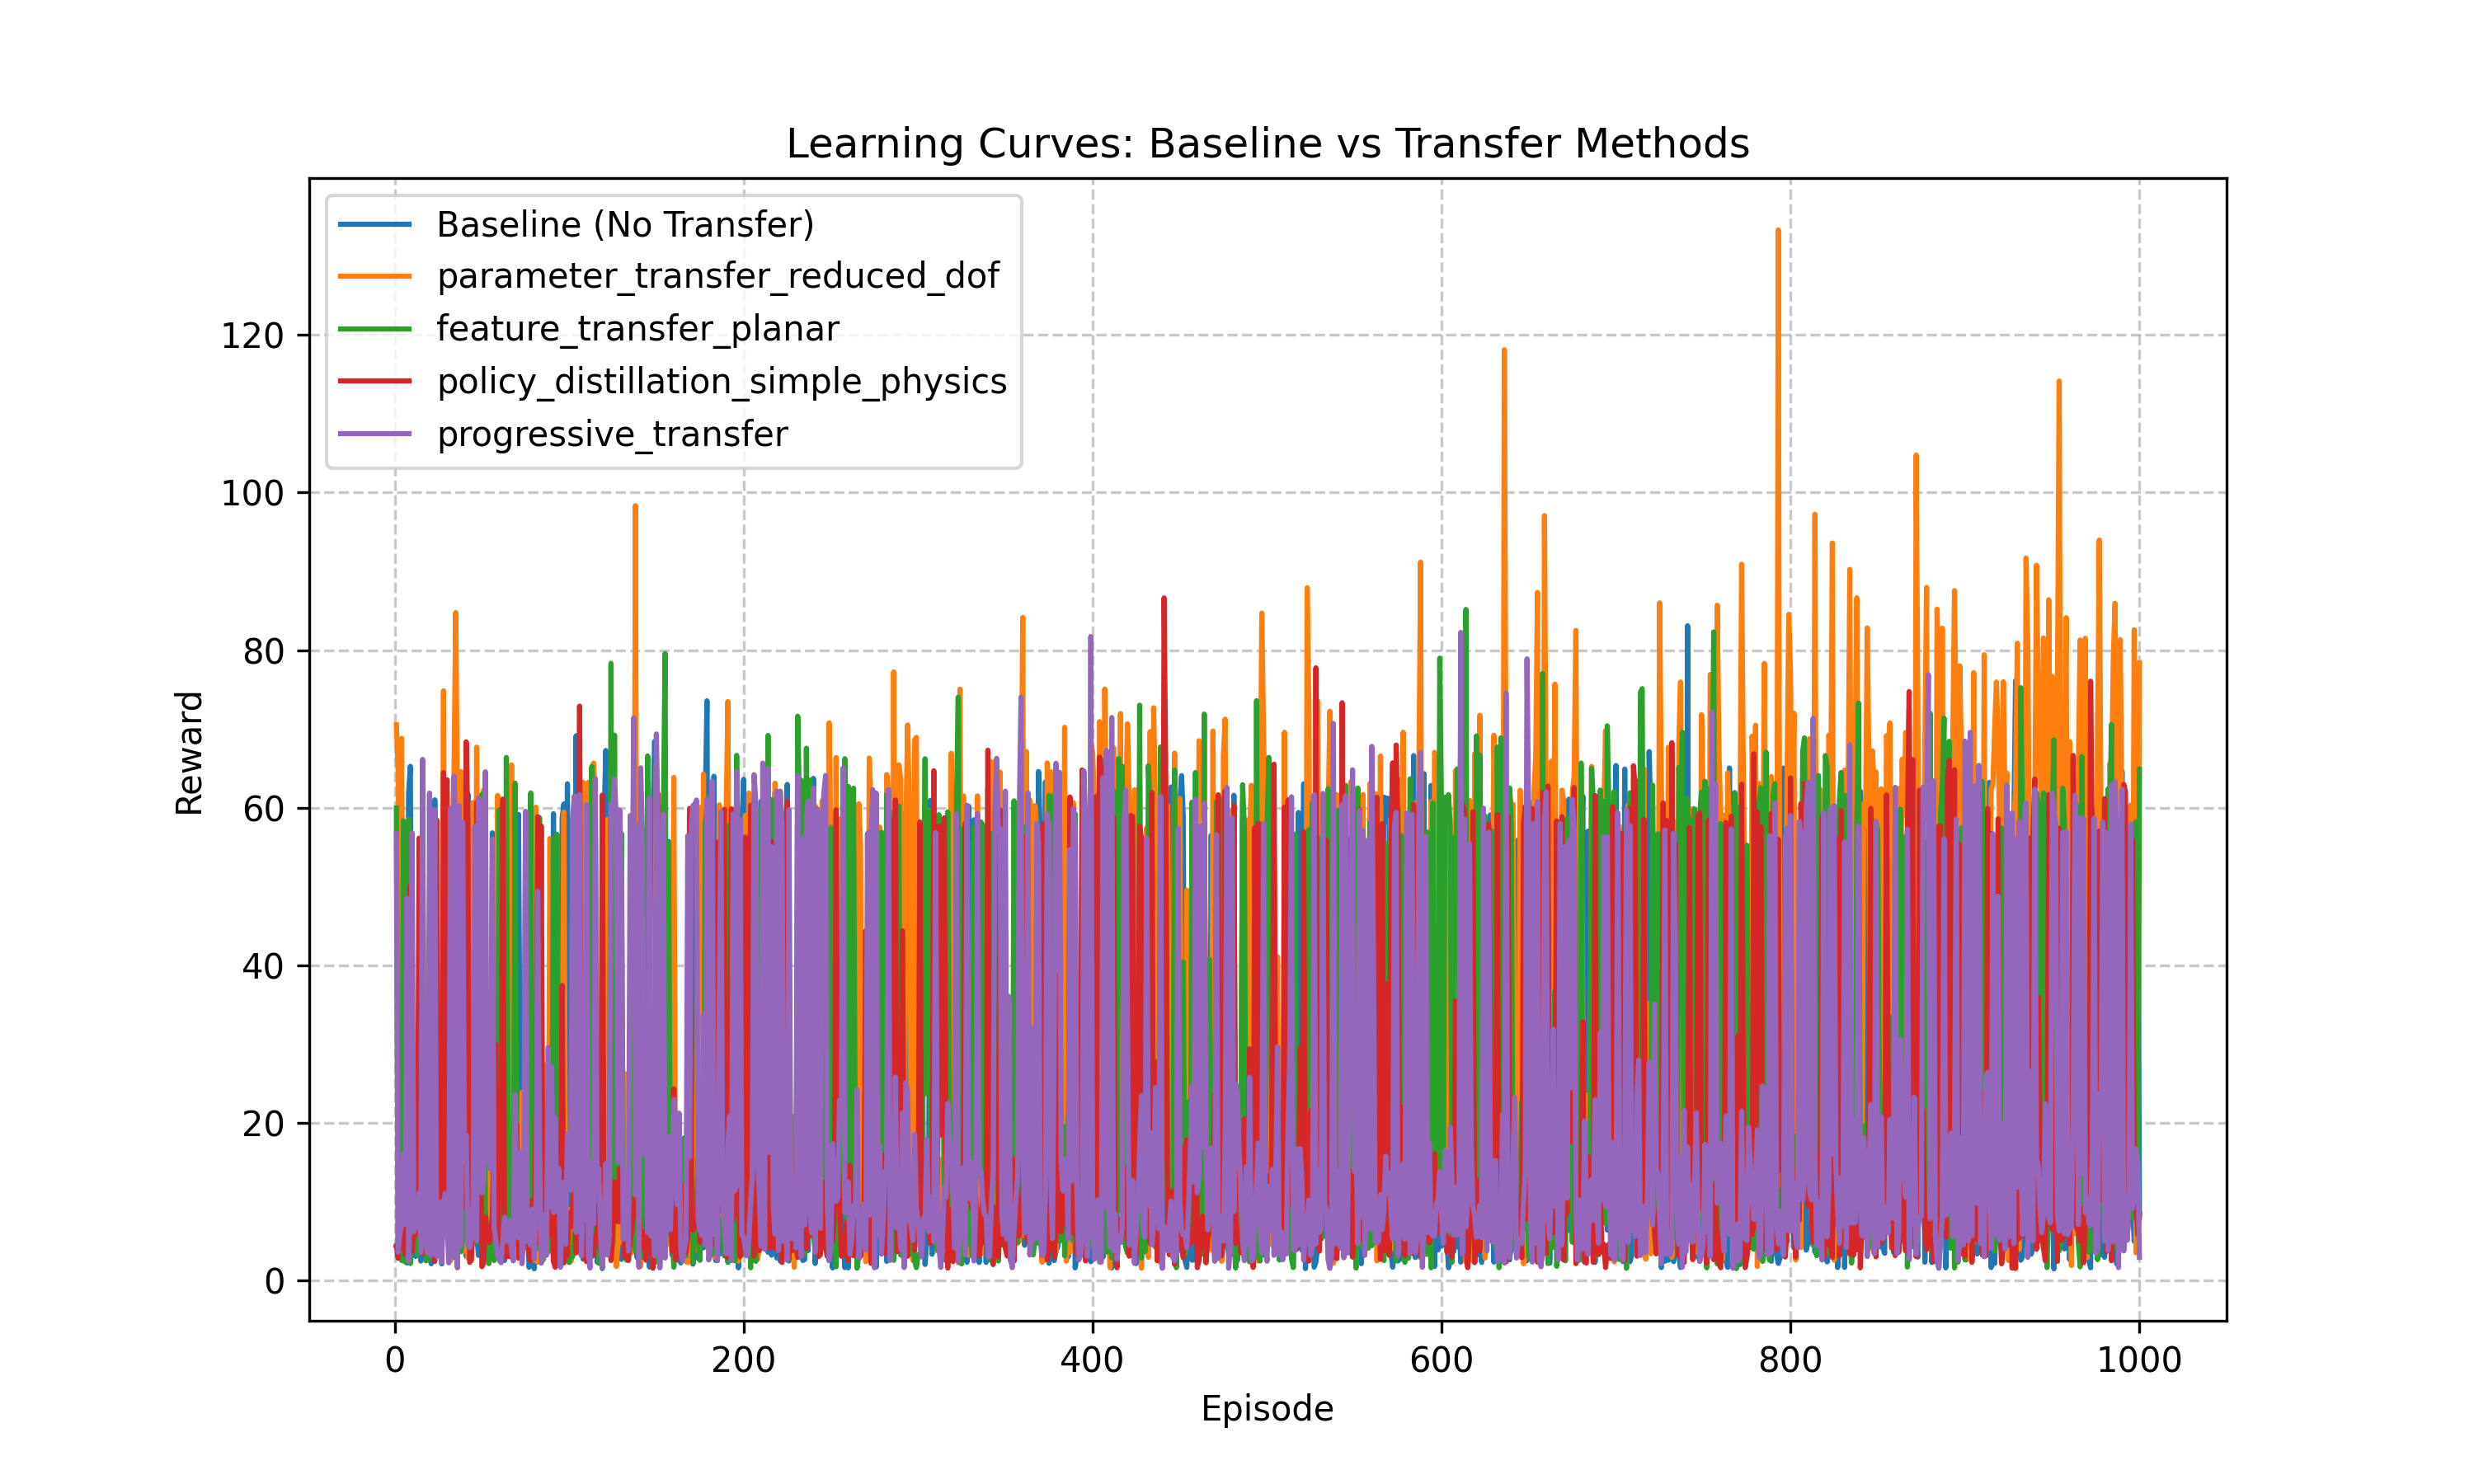 Learning Curves: Baseline vs Transfer Methods
Baseline (No Transfer)
parameter_transfer_reduced_dof
feature_transfer_planar
policy_distillation_simple_physics
progressive_transfer
Reward
120
100
80
60
40
20
0
0 200 400 600 800 1000
Episode